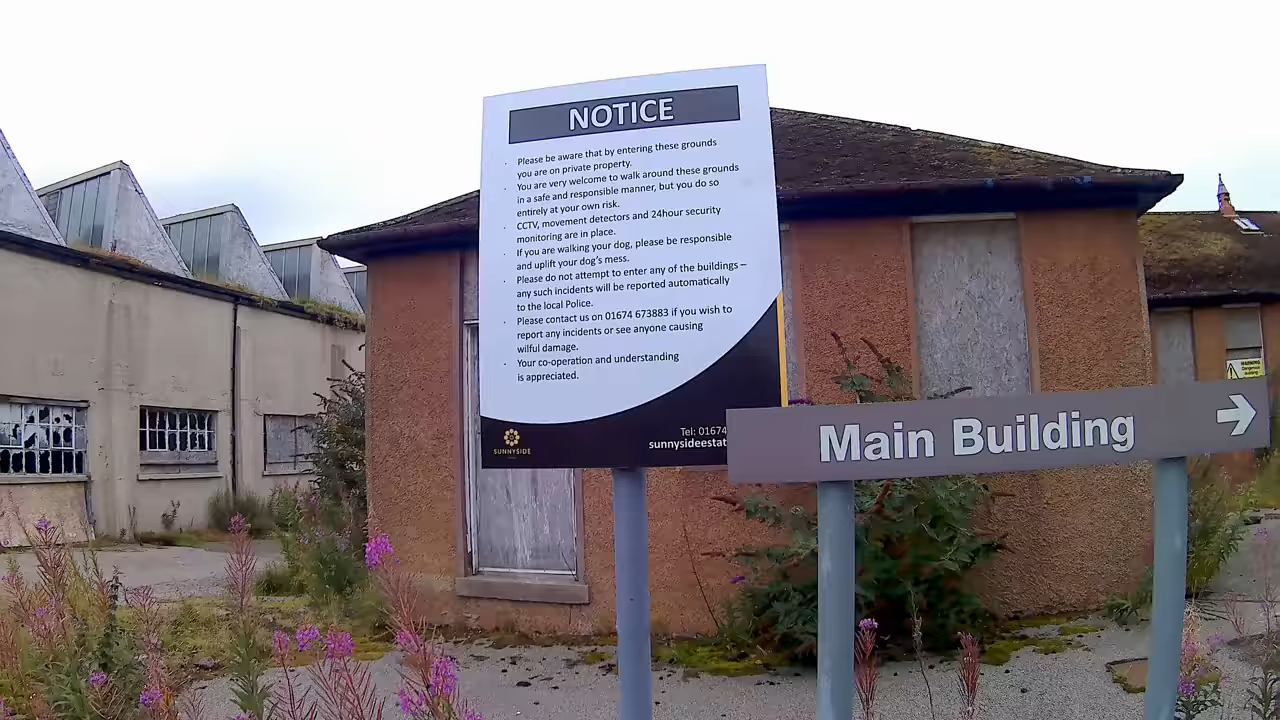 NOTICE
Please be aware that by entering these grounds
you are on private property.
You are very welcome to walk around these grounds
in a safe and responsible manner, but you do so
entirely at your own risk.
CCTV, movement detectors and 24hour security
monitoring are in place.
If you are walking your dog, please be responsible
and uplift your dog's mess.
Please do not attempt to enter any of the buildings –
any such incidents will be reported automatically
to the local Police.
Please contact us on 01674 673883 if you wish to
report any incidents or see anyone causing
wilful damage.
Your co-operation and understanding
is appreciated.
SUNNYSIDE
Tel: 01674
sunnysideestat
Main Building
WARNING
Dangerous
building